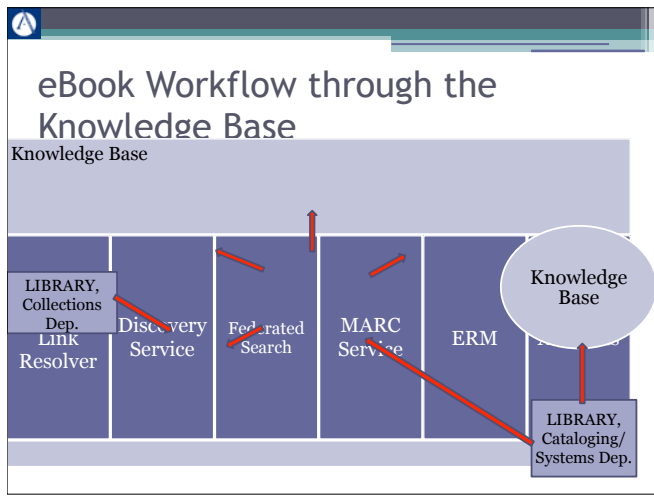 eBook Workflow through the
Knowledge Base
Knowledge Base
LIBRARY,
Collections
Dep.
Link
Resolver
Discovery
Service
Federated
Search
MARC
Service
ERM
Knowledge
Base
LIBRARY,
Cataloging/
Systems Dep.